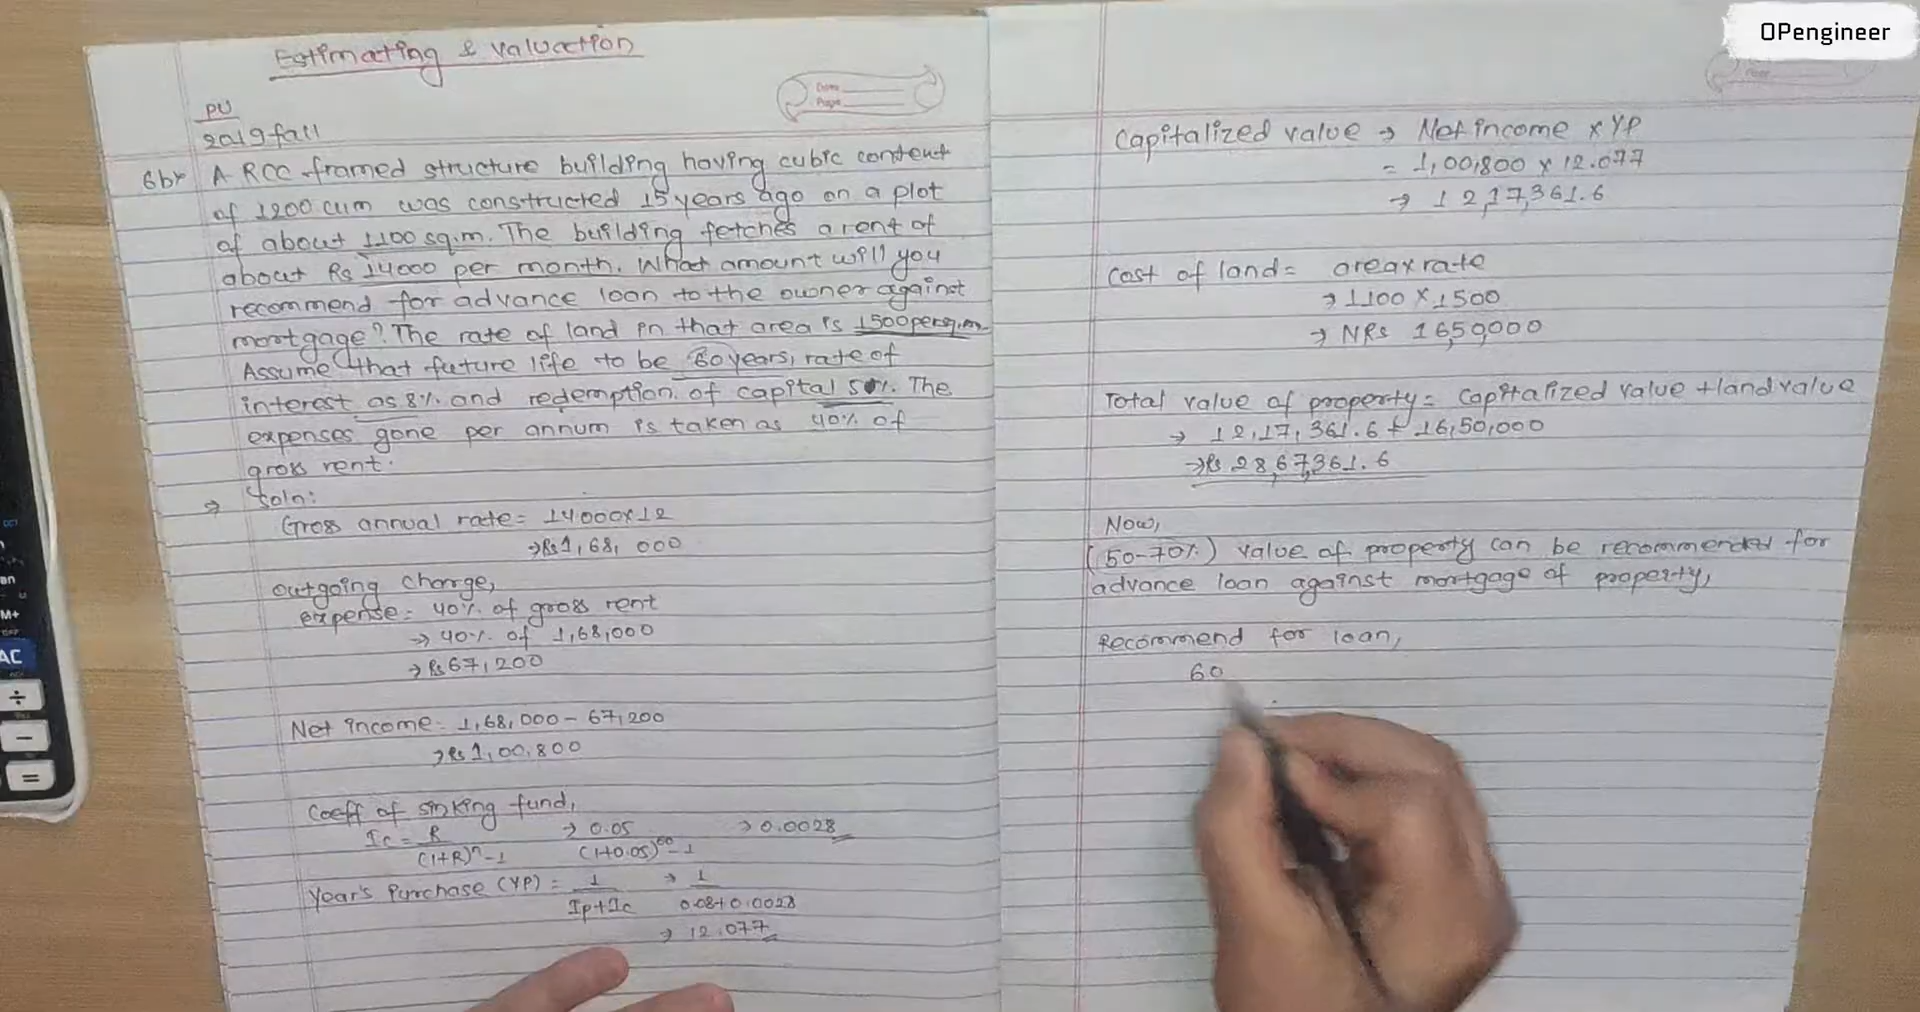 OPengineer
Estimating & Valuation
PU
2019 fall
6b) A RCC framed structure building having cubic content
of 1200 cum was constructed 15 years ago on a plot
of about 1100 sq.m. The building fetches a rent of
about Rs 14000 per month. What amount will you
recommend for advance loan to the owner against
mortgage? The rate of land in that area is 1500 per sq.m.
Assume that future life to be 60 years, rate of
interest as 8% and redemption of capital 5%. The
expenses gone per annum is taken as 40% of
gross rent.
⇒ Soln:
Gross annual rate = 14000 x 12
→ Rs 1,68,000
Outgoing charge,
expense = 40% of gross rent
→ 40% of 1,68,000
→ Rs 67,200
Net income = 1,68,000 - 67,200
→ Rs 1,00,800
Coeff of sinking fund,
Ic = R → 0.05 → 0.0028
(1+R)ⁿ-1 (1+0.05)⁶⁰-1
Year's Purchase (YP) = 1 → 1
Ip+Ic 0.08+0.0028
→ 12.077
Capitalized value → Net income x YP
= 1,00,800 x 12.077
→ 12,17,361.6
Cost of land = area x rate
→ 1100 x 1500
→ NRs 16,50,000
Total value of property = Capitalized value + land value
→ 12,17,361.6 + 16,50,000
→ Rs 28,67,361.6
Now,
(50-70%) value of property can be recommended for
advance loan against mortgage of property,
Recommend for loan,
60
AC
M+
÷
−
=